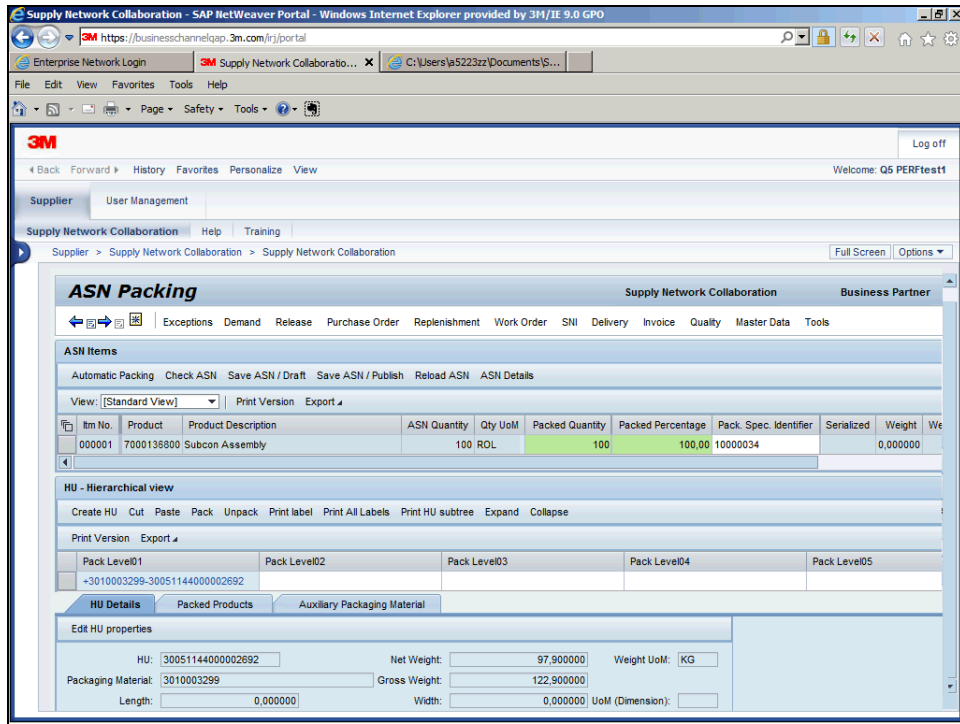 Supply Network Collaboration - SAP NetWeaver Portal - Windows Internet Explorer provided by 3M/IE 9.0 GPO
3M https://businesschannelqap.3m.com/irj/portal
Enterprise Network Login 3M Supply Network Collaboratio... X C:\Users\a5223zz\Documents\S...
File Edit View Favorites Tools Help
Page Safety Tools
3M Log off
Back Forward History Favorites Personalize View Welcome: Q5 PERFtest1
Supplier User Management
Supply Network Collaboration Help Training
Supplier > Supply Network Collaboration > Supply Network Collaboration Full Screen Options
ASN Packing Supply Network Collaboration Business Partner
Exceptions Demand Release Purchase Order Replenishment Work Order SNI Delivery Invoice Quality Master Data Tools
ASN Items
Automatic Packing Check ASN Save ASN / Draft Save ASN / Publish Reload ASN ASN Details
View: [Standard View] Print Version Export
Itm No. Product Product Description ASN Quantity Qty UoM Packed Quantity Packed Percentage Pack. Spec. Identifier Serialized Weight We
000001 7000136800 Subcon Assembly 100 ROL 100 100,00 10000034 0,000000
HU - Hierarchical view
Create HU Cut Paste Pack Unpack Print label Print All Labels Print HU subtree Expand Collapse
Print Version Export
Pack Level01 Pack Level02 Pack Level03 Pack Level04 Pack Level05
+3010003299-30051144000002692
HU Details Packed Products Auxiliary Packaging Material
Edit HU properties
HU: 30051144000002692 Net Weight: 97,900000 Weight UoM: KG
Packaging Material: 3010003299 Gross Weight: 122,900000
Length: 0,000000 Width: 0,000000 UoM (Dimension):